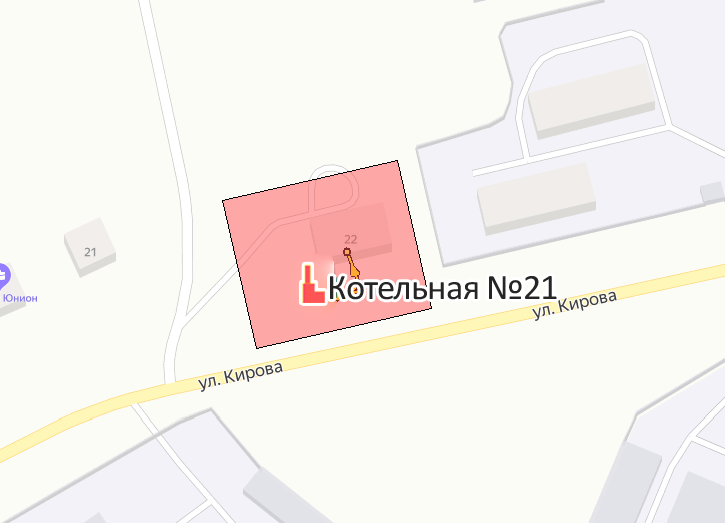 22
21
Юнион
Котельная №21
ул. Кирова
ул. Кирова